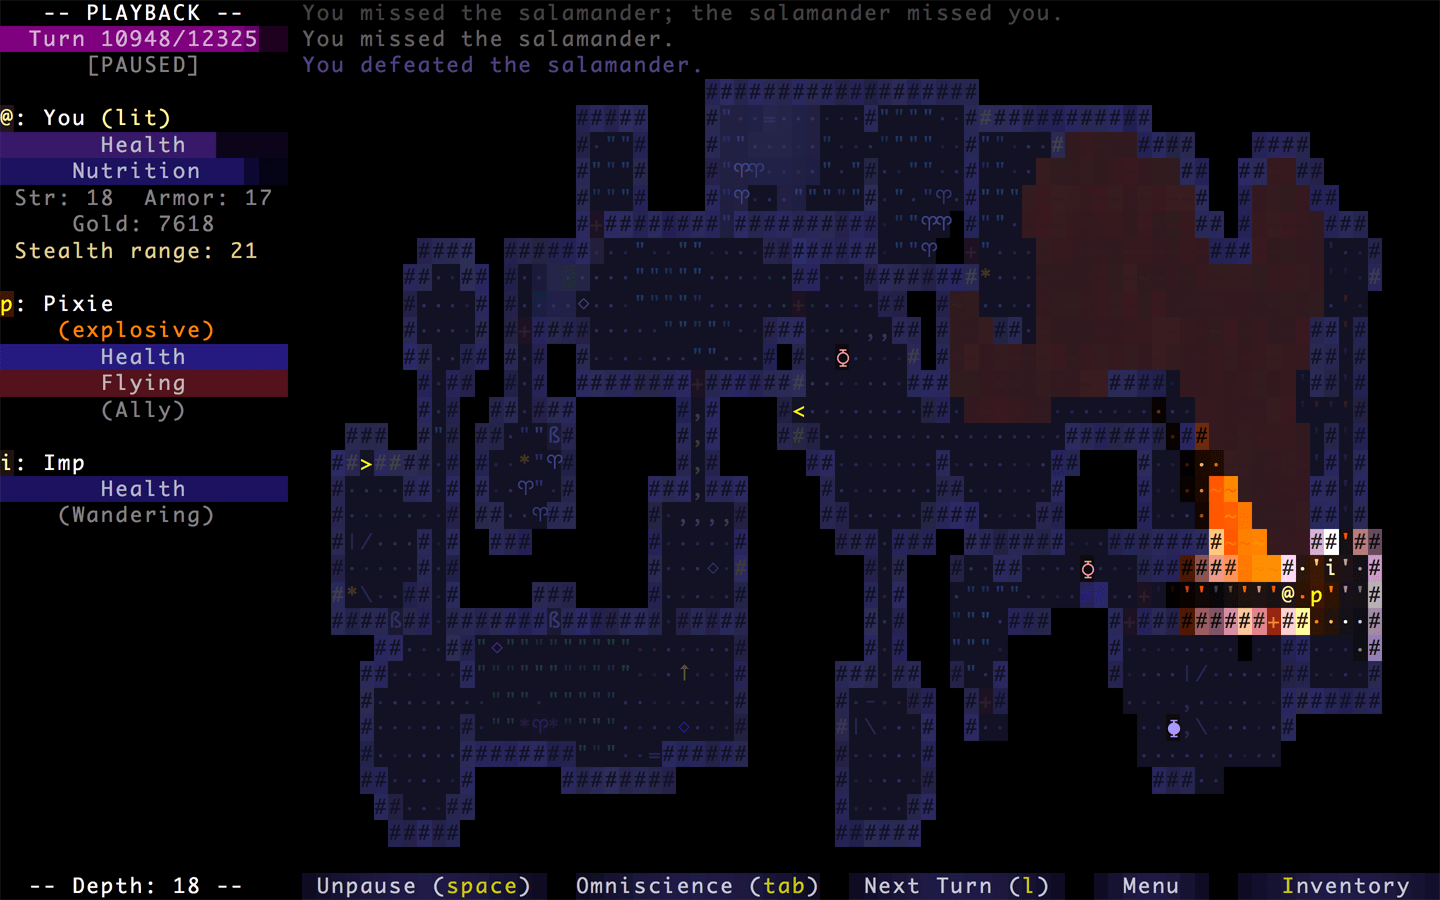 -- PLAYBACK --
Turn 10948/12325
[PAUSED]
You missed the salamander; the salamander missed you.
You missed the salamander.
You defeated the salamander.
@: You (lit)
Health
Nutrition
Str: 18 Armor: 17
Gold: 7618
Stealth range: 21
p: Pixie
(explosive)
Health
Flying
(Ally)
i: Imp
Health
(Wandering)
-- Depth: 18 --
Unpause (space)
Omniscience (tab)
Next Turn (l)
Menu
Inventory